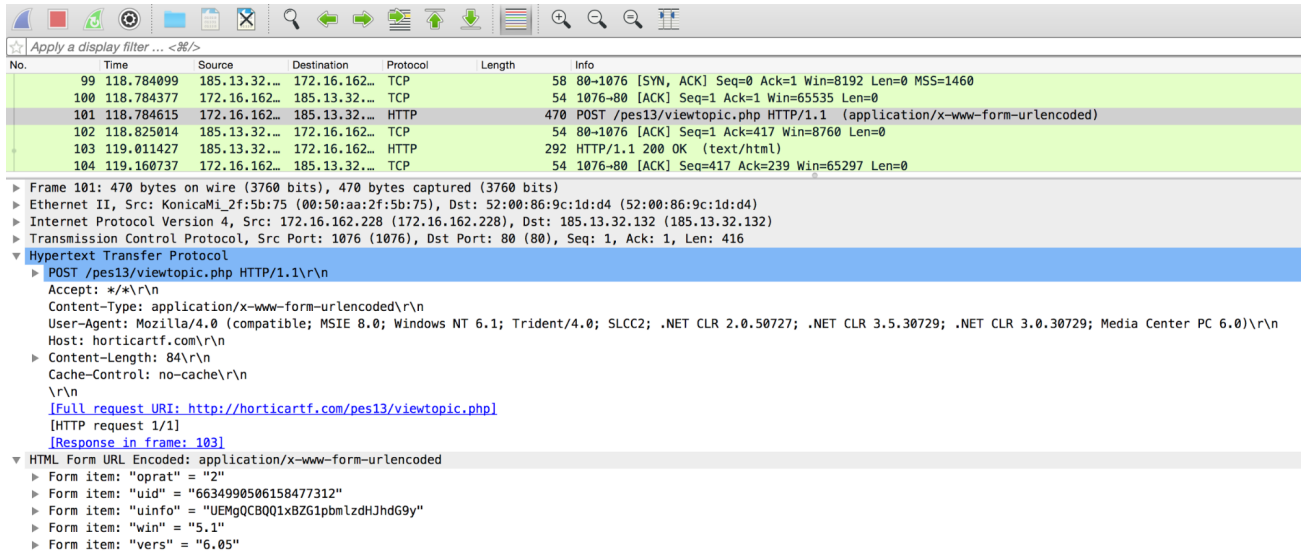 Apply a display filter ... <⌘/>
No. Time Source Destination Protocol Length Info
99 118.784099 185.13.32.… 172.16.162… TCP 58 80→1076 [SYN, ACK] Seq=0 Ack=1 Win=8192 Len=0 MSS=1460
100 118.784377 172.16.162… 185.13.32.… TCP 54 1076→80 [ACK] Seq=1 Ack=1 Win=65535 Len=0
101 118.784615 172.16.162… 185.13.32.… HTTP 470 POST /pes13/viewtopic.php HTTP/1.1 (application/x-www-form-urlencoded)
102 118.825014 185.13.32.… 172.16.162… TCP 54 80→1076 [ACK] Seq=1 Ack=417 Win=8760 Len=0
103 119.011427 185.13.32.… 172.16.162… HTTP 292 HTTP/1.1 200 OK (text/html)
104 119.160737 172.16.162… 185.13.32.… TCP 54 1076→80 [ACK] Seq=417 Ack=239 Win=65297 Len=0
Frame 101: 470 bytes on wire (3760 bits), 470 bytes captured (3760 bits)
Ethernet II, Src: KonicaMi_2f:5b:75 (00:50:aa:2f:5b:75), Dst: 52:00:86:9c:1d:d4 (52:00:86:9c:1d:d4)
Internet Protocol Version 4, Src: 172.16.162.228 (172.16.162.228), Dst: 185.13.32.132 (185.13.32.132)
Transmission Control Protocol, Src Port: 1076 (1076), Dst Port: 80 (80), Seq: 1, Ack: 1, Len: 416
Hypertext Transfer Protocol
POST /pes13/viewtopic.php HTTP/1.1\r\n
Accept: */*\r\n
Content-Type: application/x-www-form-urlencoded\r\n
User-Agent: Mozilla/4.0 (compatible; MSIE 8.0; Windows NT 6.1; Trident/4.0; SLCC2; .NET CLR 2.0.50727; .NET CLR 3.5.30729; .NET CLR 3.0.30729; Media Center PC 6.0)\r\n
Host: horticartf.com\r\n
Content-Length: 84\r\n
Cache-Control: no-cache\r\n
\r\n
[Full request URI: http://horticartf.com/pes13/viewtopic.php]
[HTTP request 1/1]
[Response in frame: 103]
HTML Form URL Encoded: application/x-www-form-urlencoded
Form item: "oprat" = "2"
Form item: "uid" = "6634990506158477312"
Form item: "uinfo" = "UEMgQCBQQ1xBZG1pbmlzdHJhdG9y"
Form item: "win" = "5.1"
Form item: "vers" = "6.05"